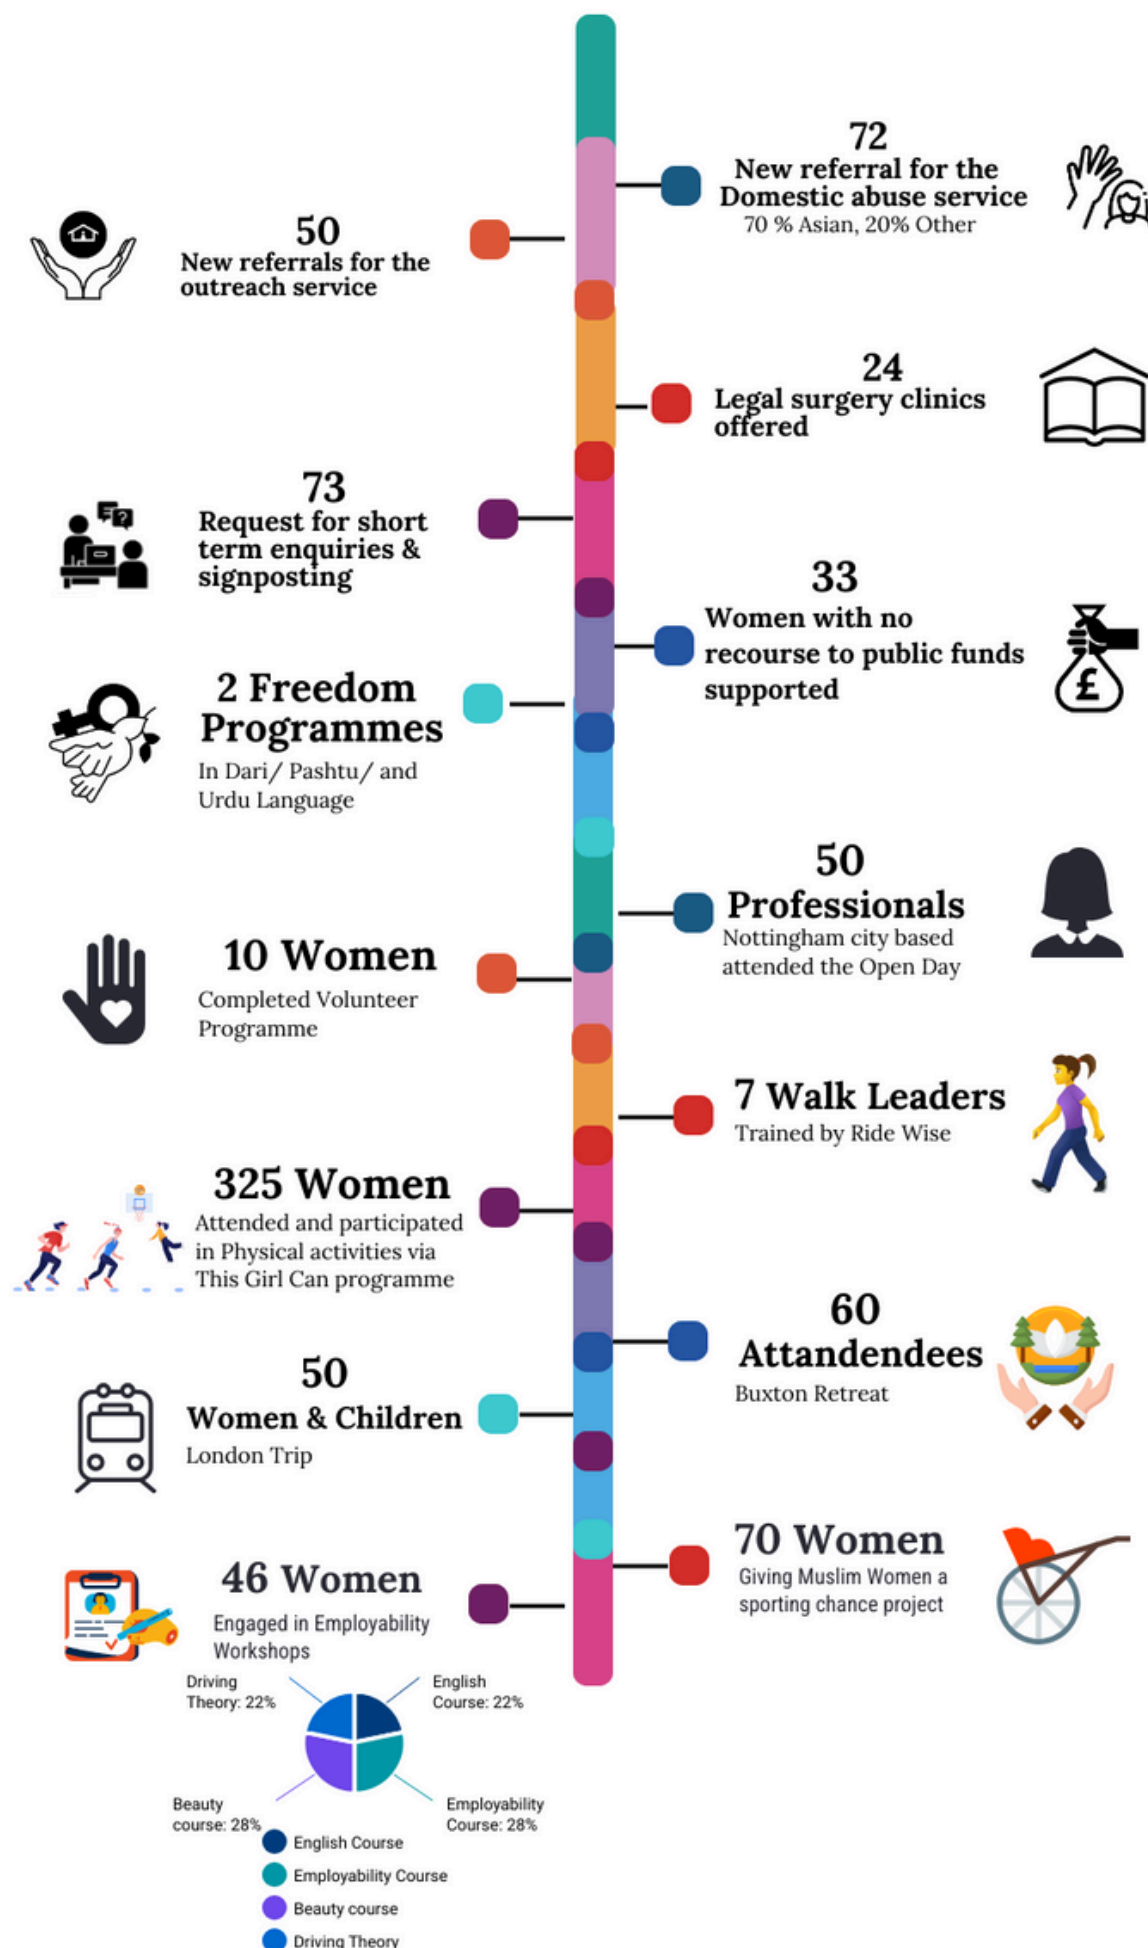 72
New referral for the
Domestic abuse service
70 % Asian, 20% Other
50
New referrals for the
outreach service
24
Legal surgery clinics
offered
73
Request for short
term enquiries &
signposting
33
Women with no
recourse to public funds
supported
£
2 Freedom
Programmes
In Dari/ Pashtu/ and
Urdu Language
50
Professionals
Nottingham city based
attended the Open Day
10 Women
Completed Volunteer
Programme
7 Walk Leaders
Trained by Ride Wise
325 Women
Attended and participated
in Physical activities via
This Girl Can programme
60
Attandendees
Buxton Retreat
50
Women & Children
London Trip
70 Women
Giving Muslim Women a
sporting chance project
46 Women
Engaged in Employability
Workshops
Driving
Theory: 22%
English
Course: 22%
Beauty
course: 28%
Employability
Course: 28%
English Course
Employability Course
Beauty course
Driving Theory